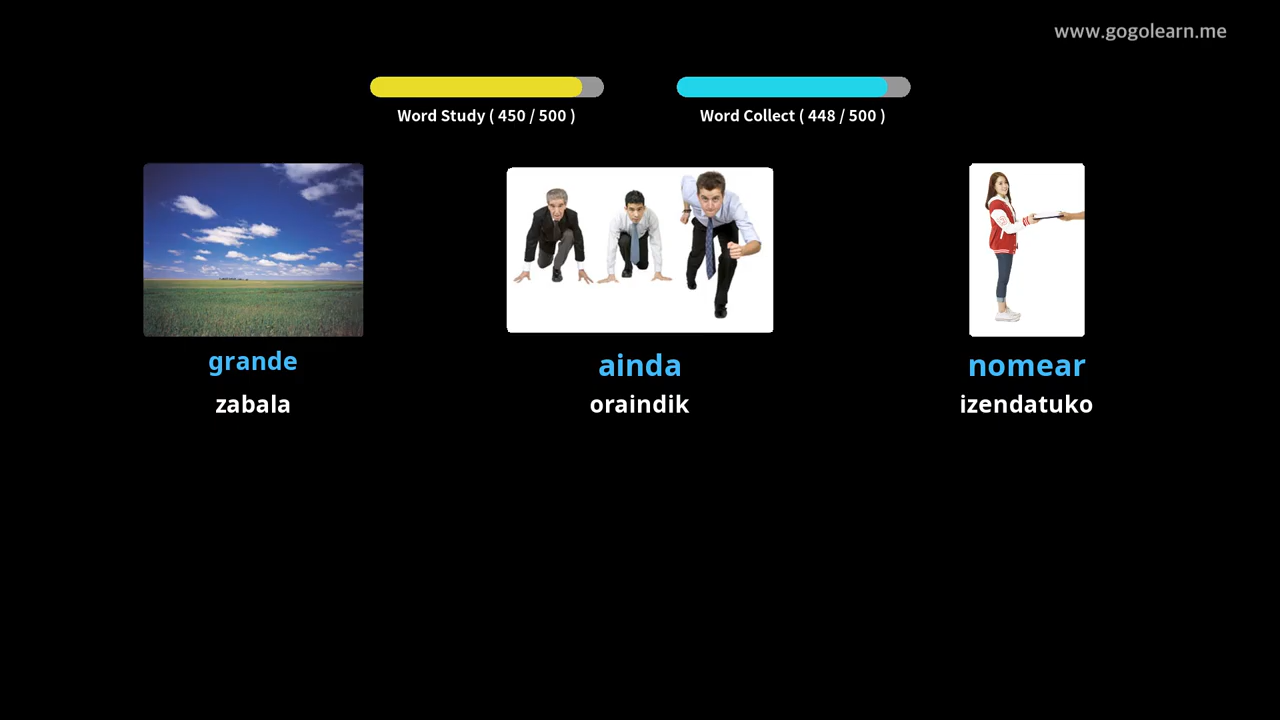 www.gogolearn.me
Word Study ( 450 / 500 )
Word Collect ( 448 / 500 )
grande
zabala
ainda
oraindik
nomear
izendatuko